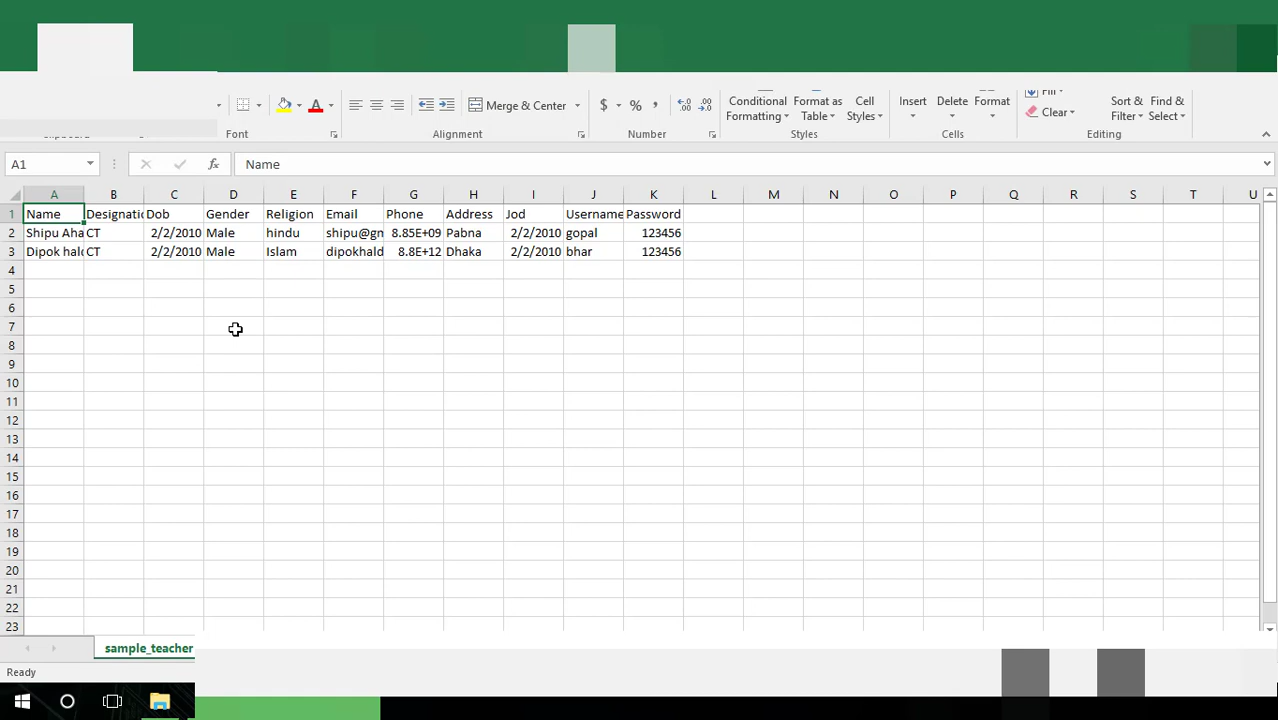 Merge & Center
$ % ,
Conditional Formatting
Format as Table
Cell Styles
Insert
Delete
Format
Fill
Clear
Sort & Filter
Find & Select
Font
Alignment
Number
Styles
Cells
Editing
A1 fx Name
A B C D E F G H I J K L M N O P Q R S T U
1 Name Designatic Dob Gender Religion Email Phone Address Jod Username Password
2 Shipu Aha CT 2/2/2010 Male hindu shipu@gm 8.85E+09 Pabna 2/2/2010 gopal 123456
3 Dipok halc CT 2/2/2010 Male Islam dipokhald 8.8E+12 Dhaka 2/2/2010 bhar 123456
4
5
6
7
8
9
10
11
12
13
14
15
16
17
18
19
20
21
22
23
sample_teacher
Ready